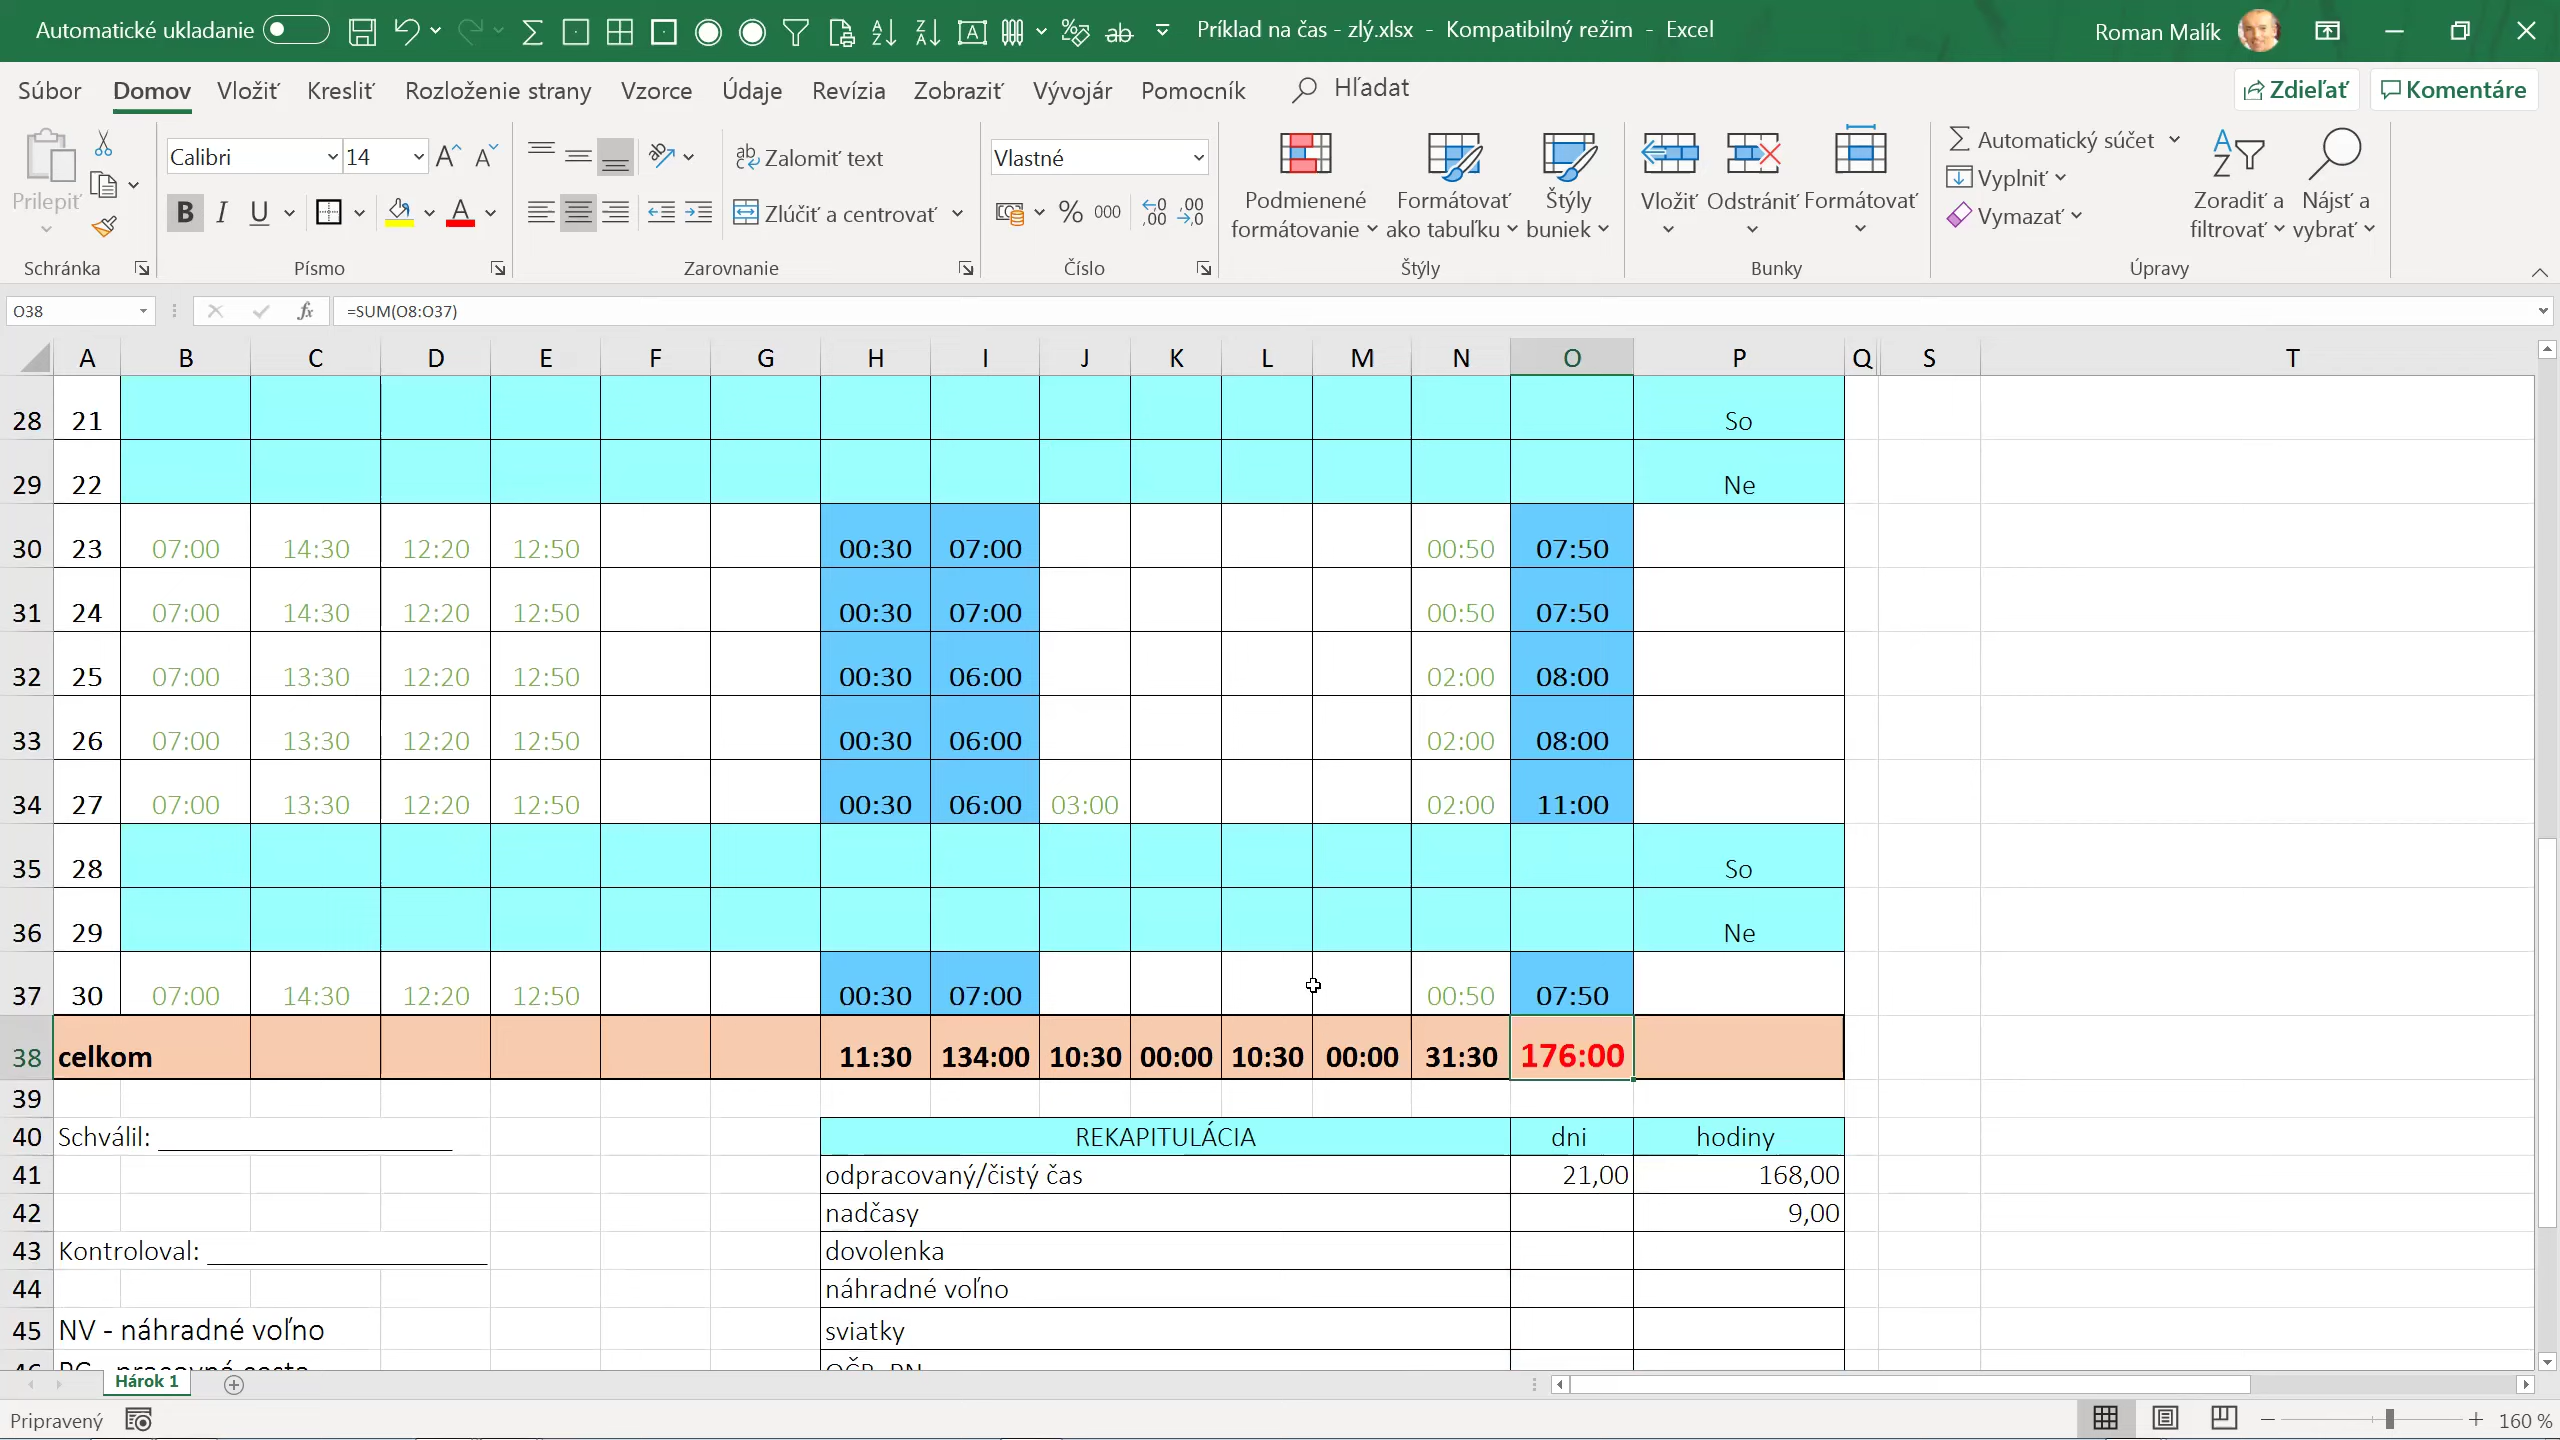 Automatické ukladanie
Príklad na čas - zlý.xlsx - Kompatibilný režim - Excel
Roman Malík
Súbor Domov Vložiť Kresliť Rozloženie strany Vzorce Údaje Revízia Zobraziť Vývojár Pomocník Hľadať Zdieľať Komentáre
Prilepiť
Schránka
Calibri 14
B I U A
Písmo
Zalomiť text
Zlúčiť a centrovať
Zarovnanie
Vlastné
% 000
Číslo
Podmienené formátovanie
Formátovať ako tabuľku
Štýly buniek
Štýly
Vložiť Odstrániť Formátovať
Bunky
Automatický súčet
Vyplniť
Vymazať
Zoradiť a filtrovať
Nájsť a vybrať
Úpravy
O38 fx =SUM(O8:O37)
A B C D E F G H I J K L M N O P Q S T
28 21 So
29 22 Ne
30 23 07:00 14:30 12:20 12:50 00:30 07:00 00:50 07:50
31 24 07:00 14:30 12:20 12:50 00:30 07:00 00:50 07:50
32 25 07:00 13:30 12:20 12:50 00:30 06:00 02:00 08:00
33 26 07:00 13:30 12:20 12:50 00:30 06:00 02:00 08:00
34 27 07:00 13:30 12:20 12:50 00:30 06:00 03:00 02:00 11:00
35 28 So
36 29 Ne
37 30 07:00 14:30 12:20 12:50 00:30 07:00 00:50 07:50
38 celkom 11:30 134:00 10:30 00:00 10:30 00:00 31:30 176:00
39
40 Schválil: ____________________ REKAPITULÁCIA dni hodiny
41 odpracovaný/čistý čas 21,00 168,00
42 nadčasy 9,00
43 Kontroloval: ___________________ dovolenka
44 náhradné voľno
45 NV - náhradné voľno sviatky
Hárok 1
Pripravený
160 %